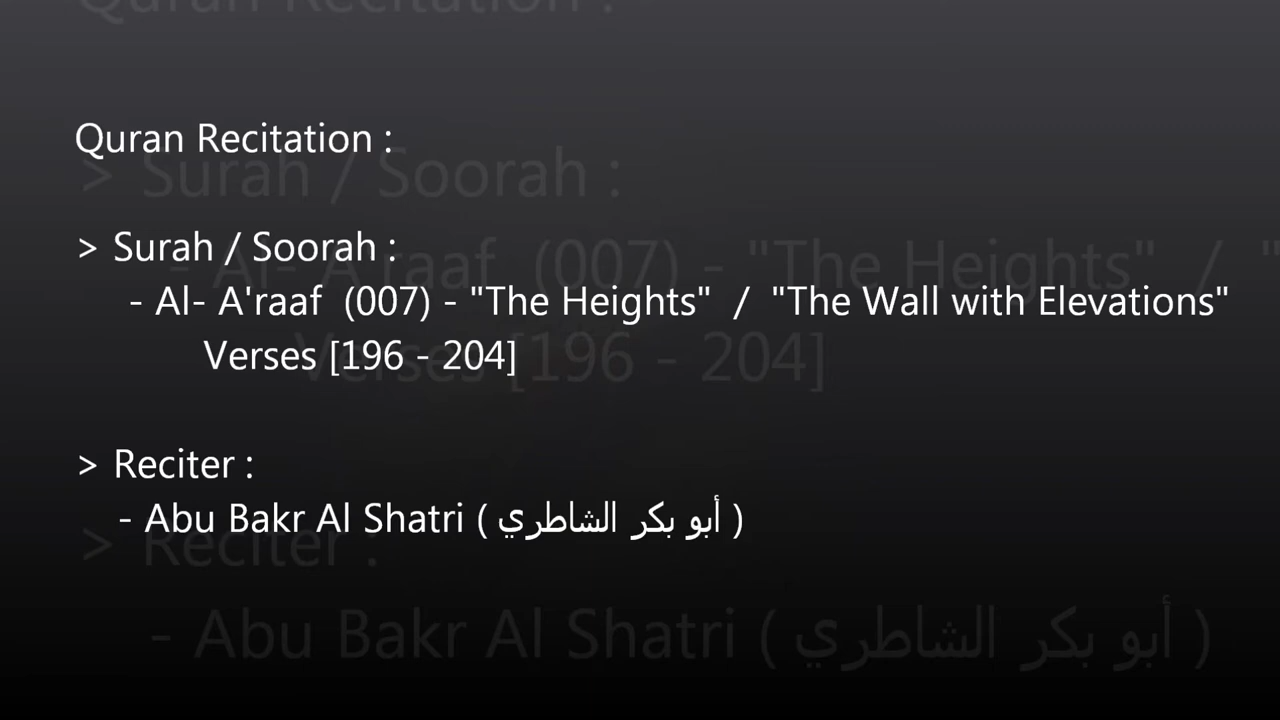 Quran Recitation :
> Surah / Soorah :
- Al- A'raaf (007) - "The Heights" / "The Wall with Elevations"
Verses [196 - 204]
> Reciter :
- Abu Bakr Al Shatri ( أبو بكر الشاطري )